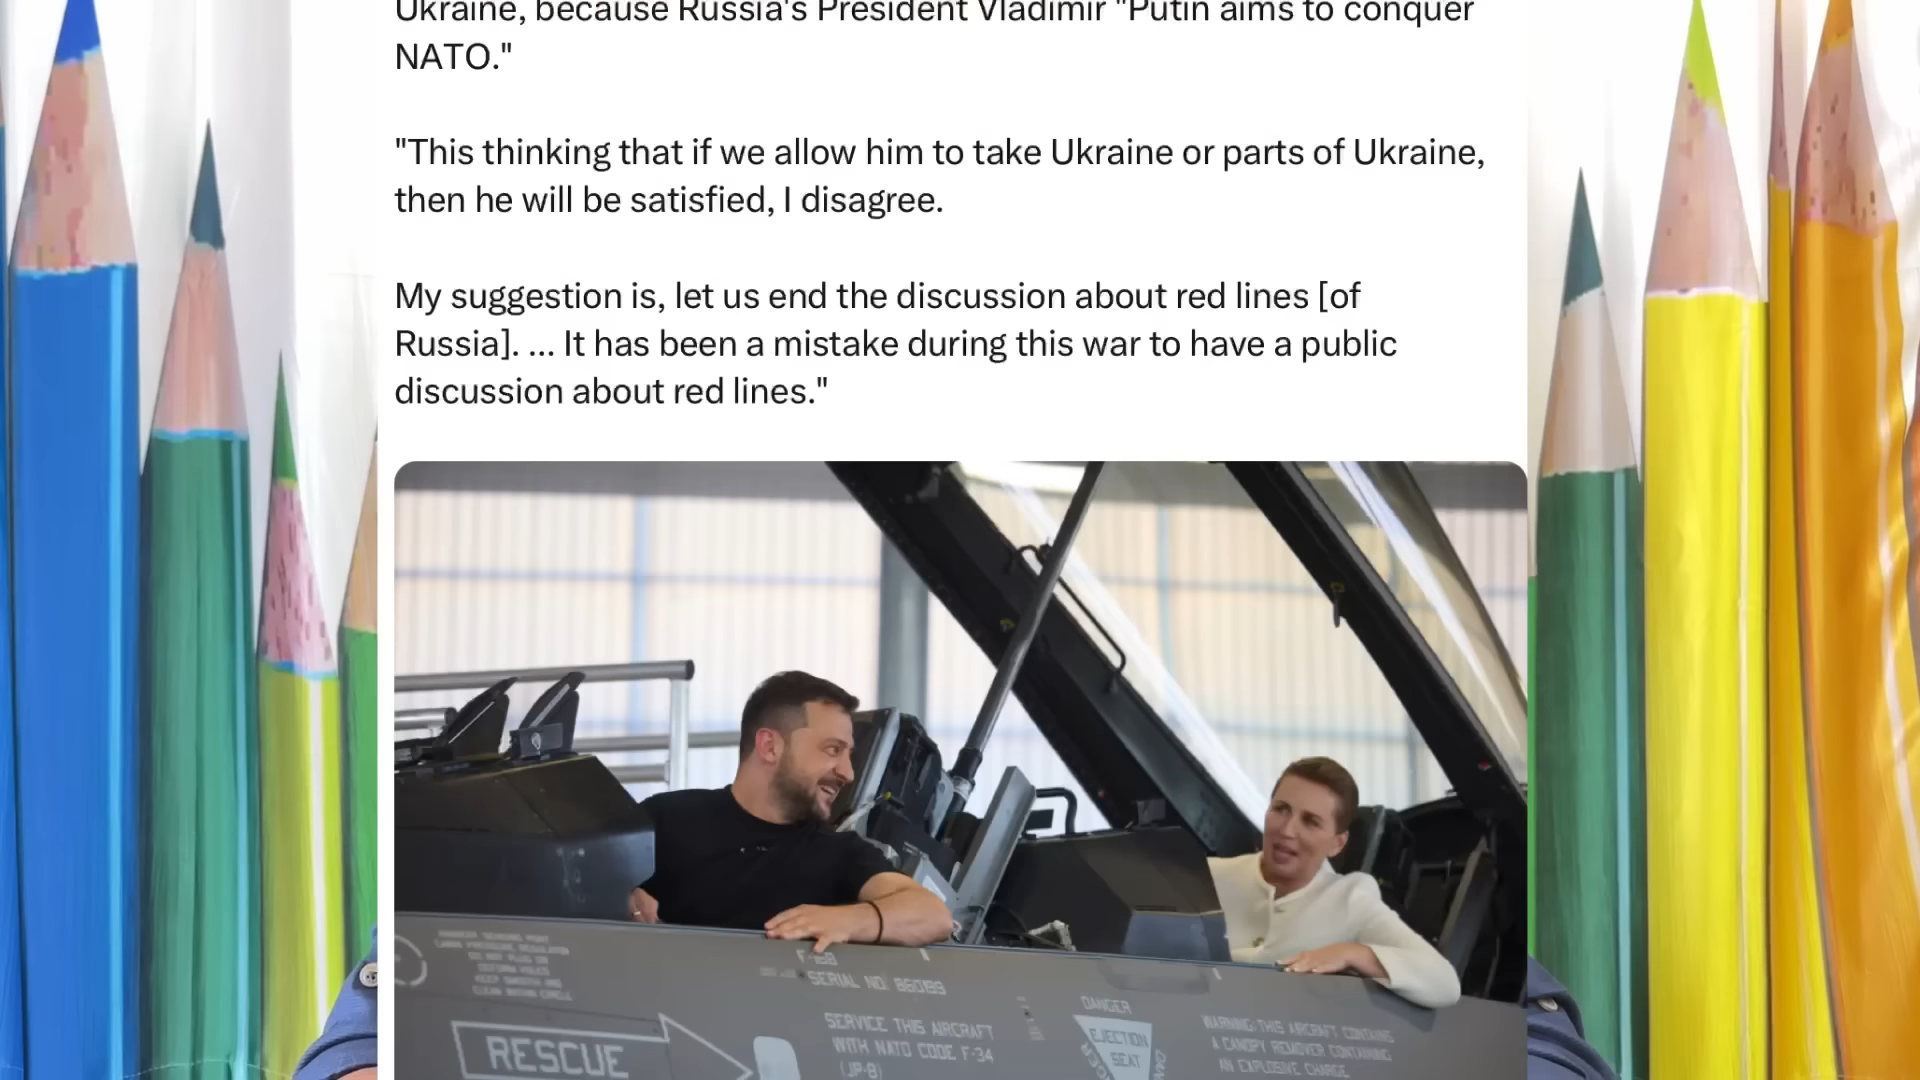 Ukraine, because Russia's President Vladimir "Putin aims to conquer
NATO."
"This thinking that if we allow him to take Ukraine or parts of Ukraine,
then he will be satisfied, I disagree.
My suggestion is, let us end the discussion about red lines [of
Russia]. ... It has been a mistake during this war to have a public
discussion about red lines."
SERIAL NO. 860199
DANGER
EJECTION
SEAT
SERVICE THIS AIRCRAFT
WITH NATO CODE F-34
(JP-8)
WARNING: THIS AIRCRAFT CONTAINS
A CANOPY REMOVER CONTAINING
AN EXPLOSIVE CHARGE
RESCUE